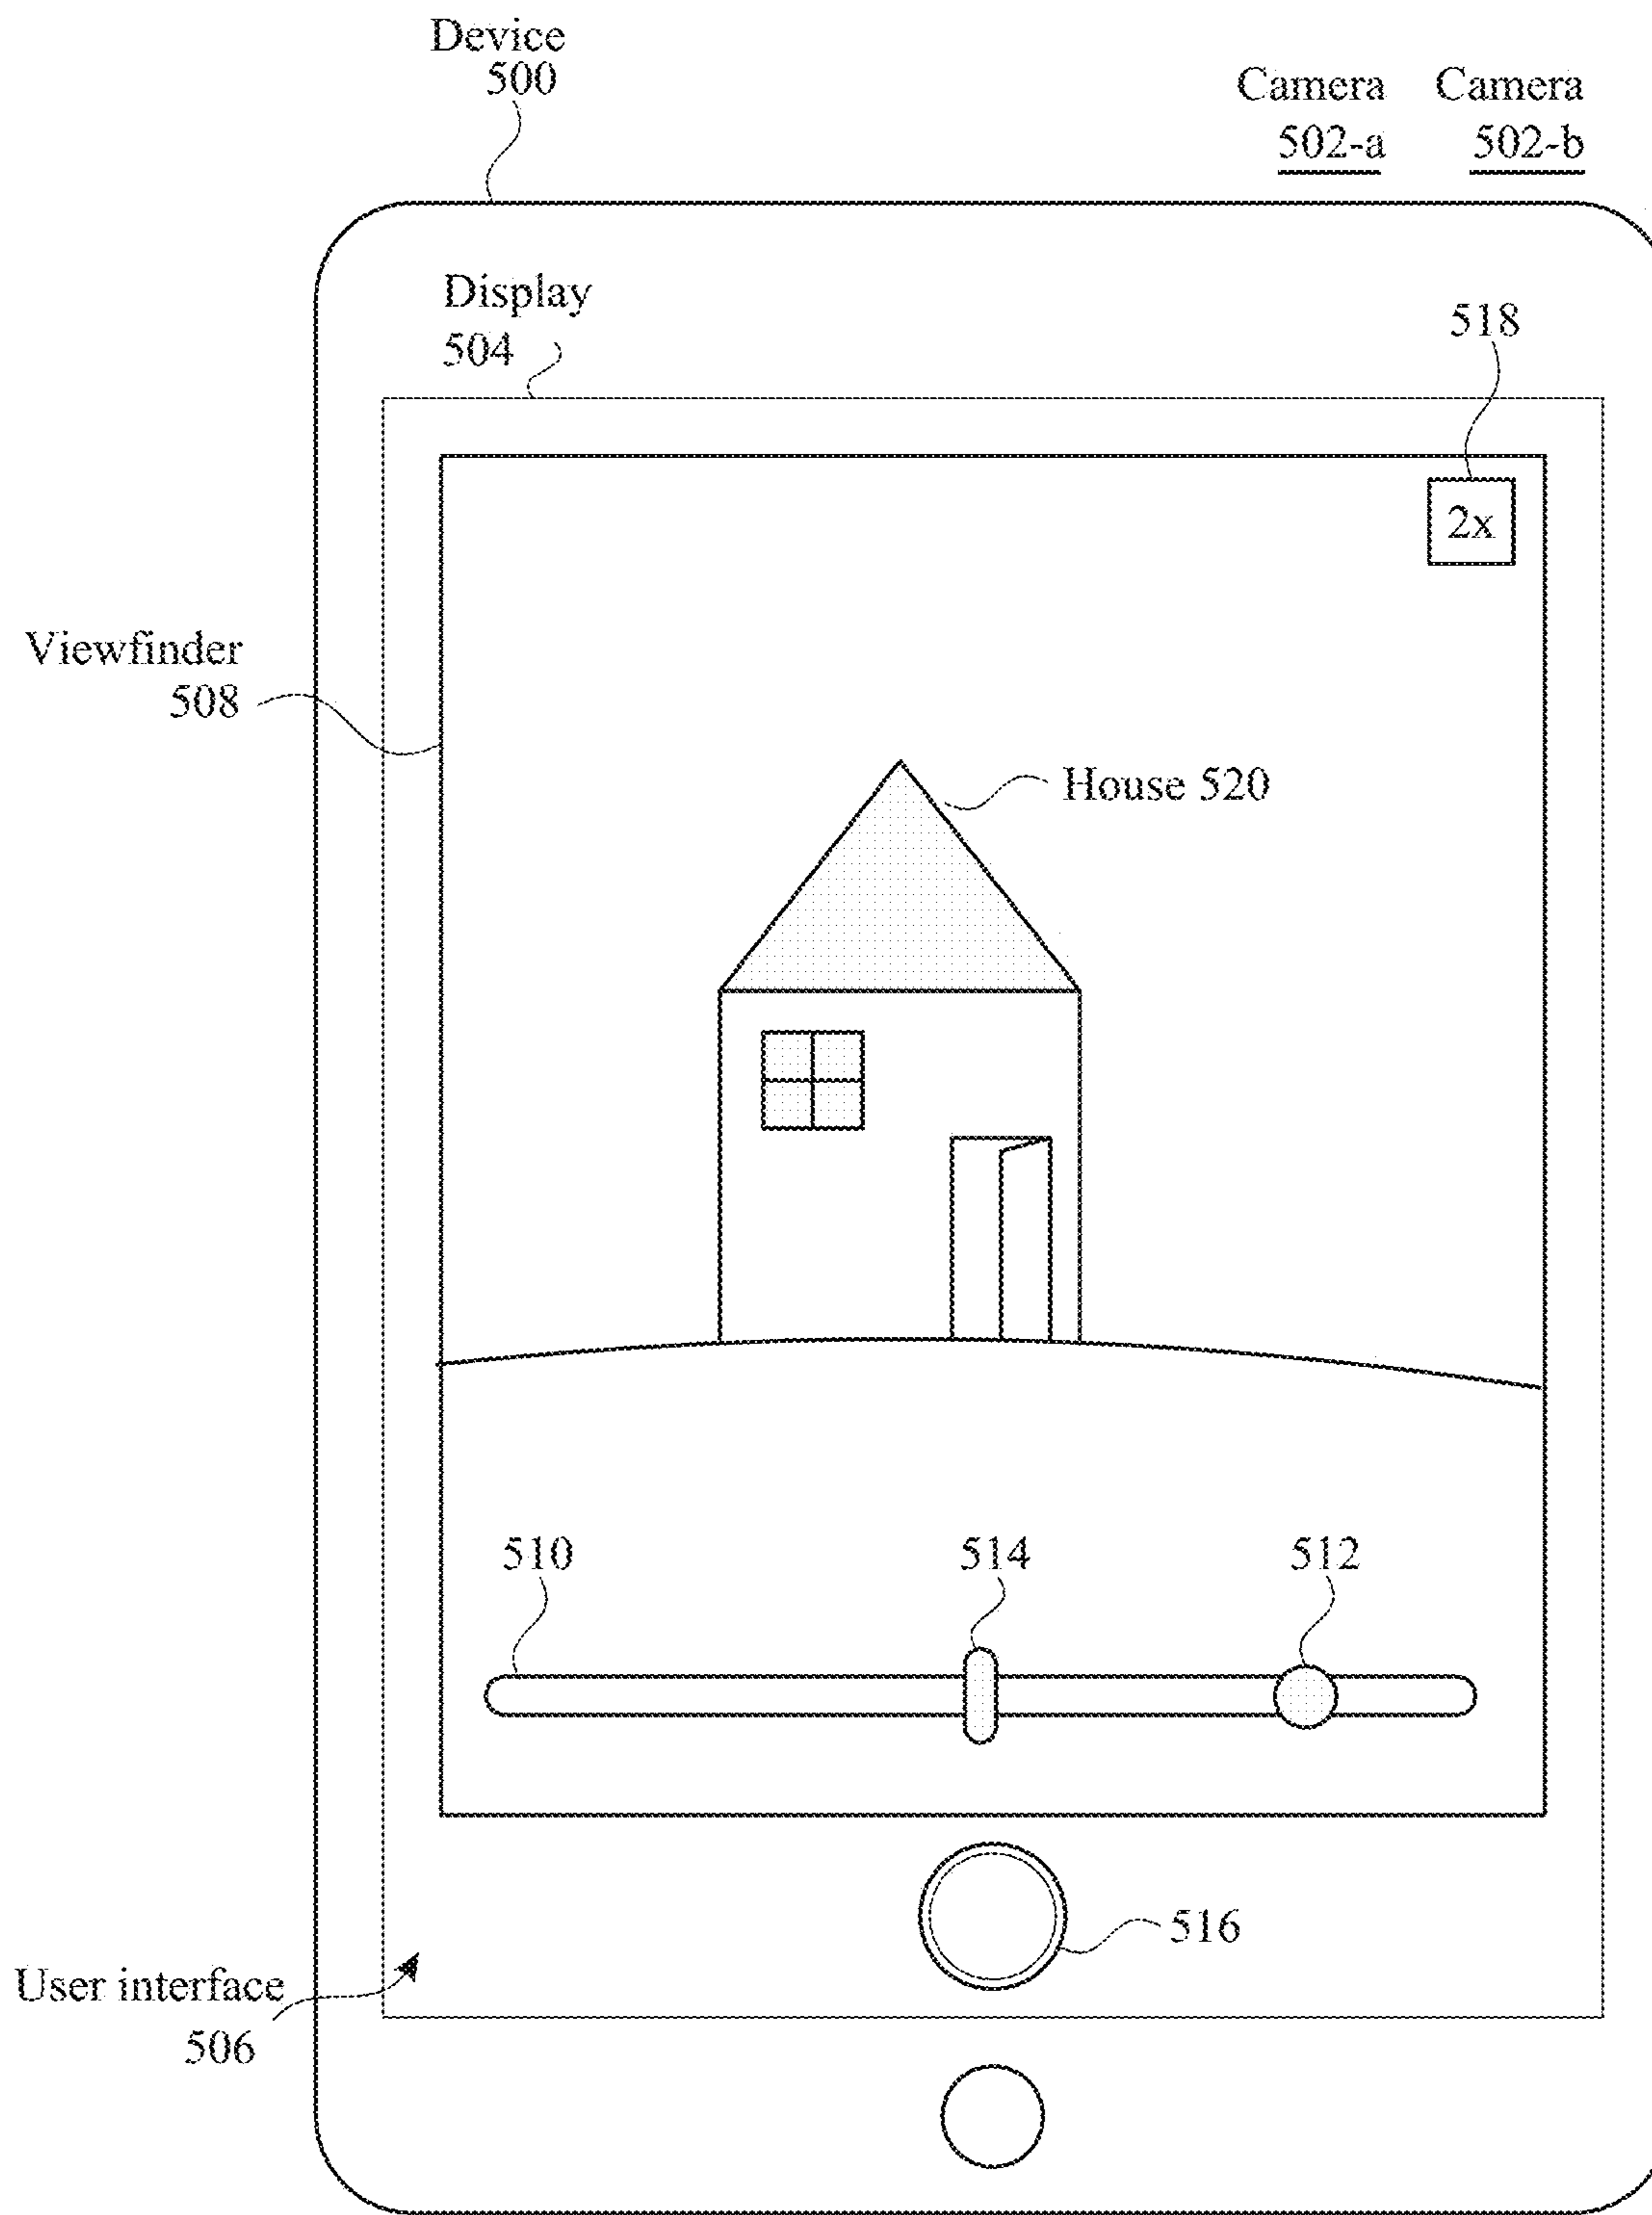 Device
500
Camera Camera
502-a 502-b
Display
504
518
2x
Viewfinder
508
House 520
510 514 512
516
User interface
506